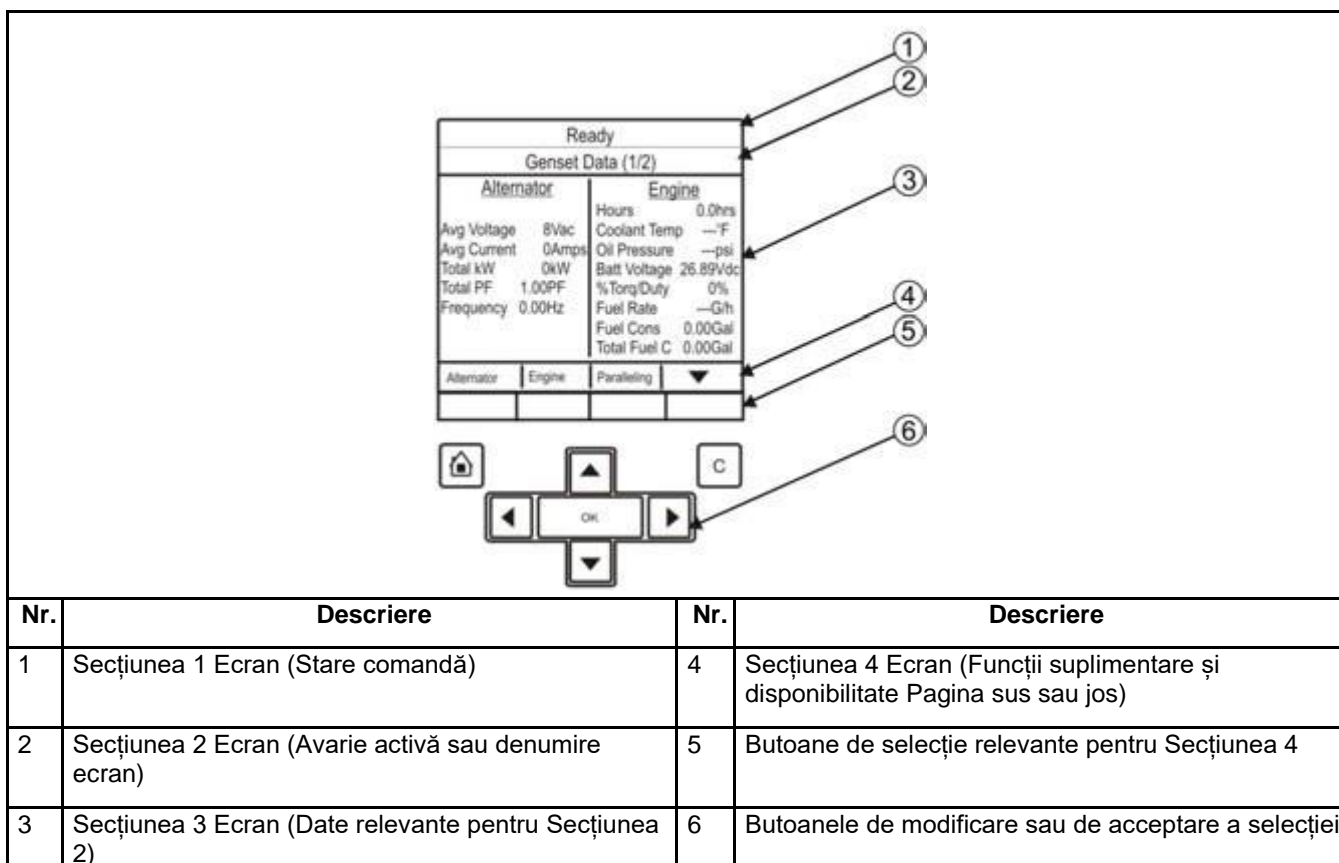 1
2
Ready
Genset Data (1/2)
3
Alternator Engine
Hours 0.0hrs
Avg Voltage 8Vac Coolant Temp ---°F
Avg Current 0Amps Oil Pressure ---psi
Total kW 0kW Batt Voltage 26.89Vdc
Total PF 1.00PF %Torq/Duty 0%
Frequency 0.00Hz Fuel Rate ---G/h
Fuel Cons 0.00Gal
Total Fuel C 0.00Gal
4
5
Alternator Engine Paralleling ▼
6
C
OK
Nr. Descriere Nr. Descriere
1 Secțiunea 1 Ecran (Stare comandă) 4 Secțiunea 4 Ecran (Funcții suplimentare și
disponibilitate Pagina sus sau jos)
2 Secțiunea 2 Ecran (Avarie activă sau denumire
ecran) 5 Butoane de selecție relevante pentru Secțiunea 4
3 Secțiunea 3 Ecran (Date relevante pentru Secțiunea
2) 6 Butoanele de modificare sau de acceptare a selecției